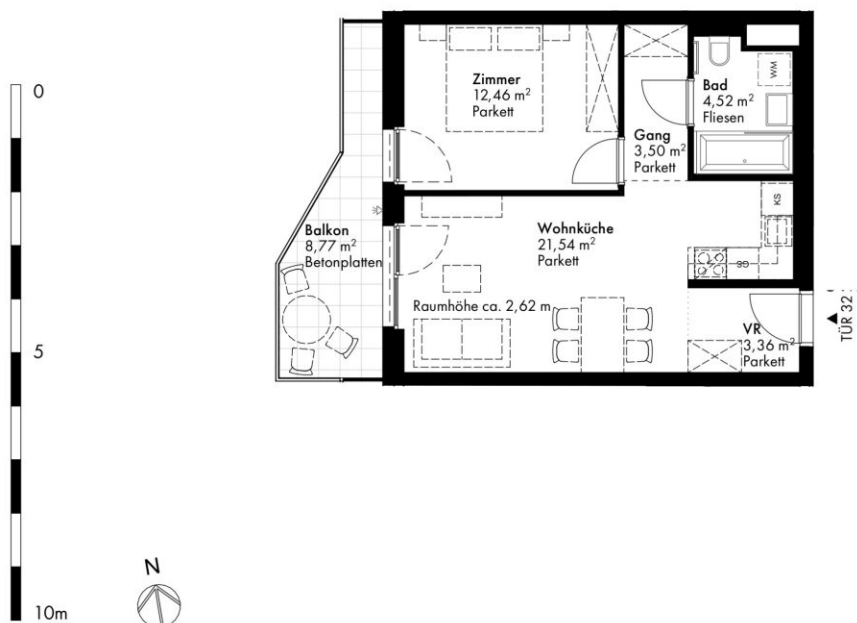 0
5
10m
N
Zimmer
12,46 m²
Parkett
Bad
4,52 m²
Fliesen
WM
Gang
3,50 m²
Parkett
Balkon
8,77 m²
Betonplatten
Wohnküche
21,54 m²
Parkett
KS
GS
Raumhöhe ca. 2,62 m
VR
3,36 m²
Parkett
TÜR 32